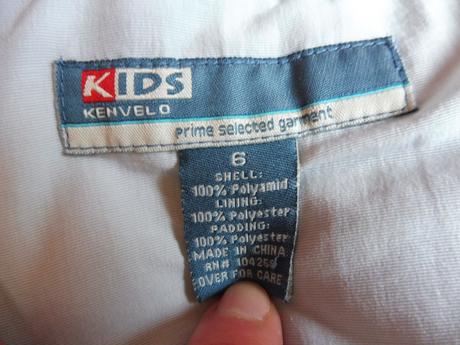 KIDS
KENVELO
prime selected garment
6
SHELL:
100% Polyamid
LINING:
100% Polyester
PADDING:
100% Polyester
MADE IN CHINA
RN# 104259
OVER FOR CARE